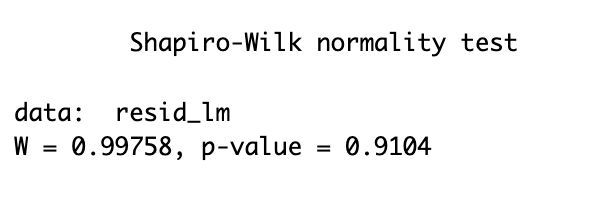 Shapiro-Wilk normality test
data:  resid_lm
W = 0.99758, p-value = 0.9104